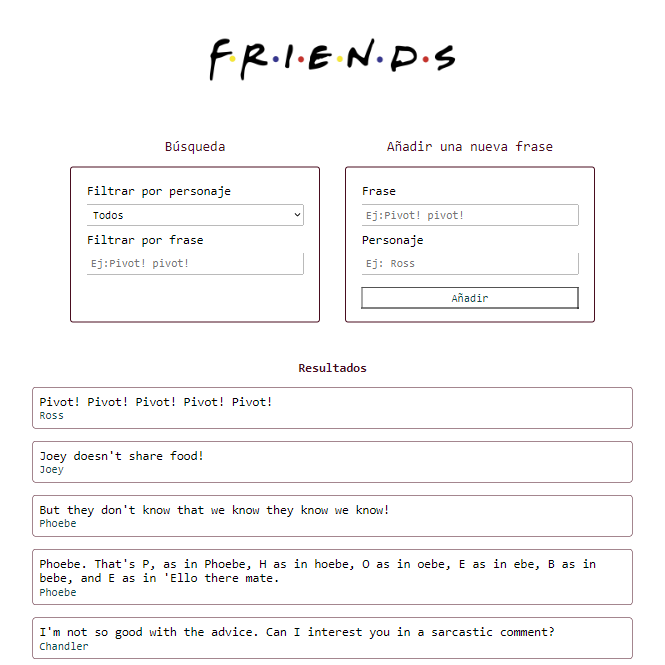 F·R·I·E·N·D·S
Búsqueda
Filtrar por personaje
Todos
Filtrar por frase
Ej:Pivot! pivot!
Añadir una nueva frase
Frase
Ej:Pivot! pivot!
Personaje
Ej: Ross
Añadir
Resultados
Pivot! Pivot! Pivot! Pivot! Pivot!
Ross
Joey doesn't share food!
Joey
But they don't know that we know they know we know!
Phoebe
Phoebe. That's P, as in Phoebe, H as in hoebe, O as in oebe, E as in ebe, B as in
bebe, and E as in 'Ello there mate.
Phoebe
I'm not so good with the advice. Can I interest you in a sarcastic comment?
Chandler